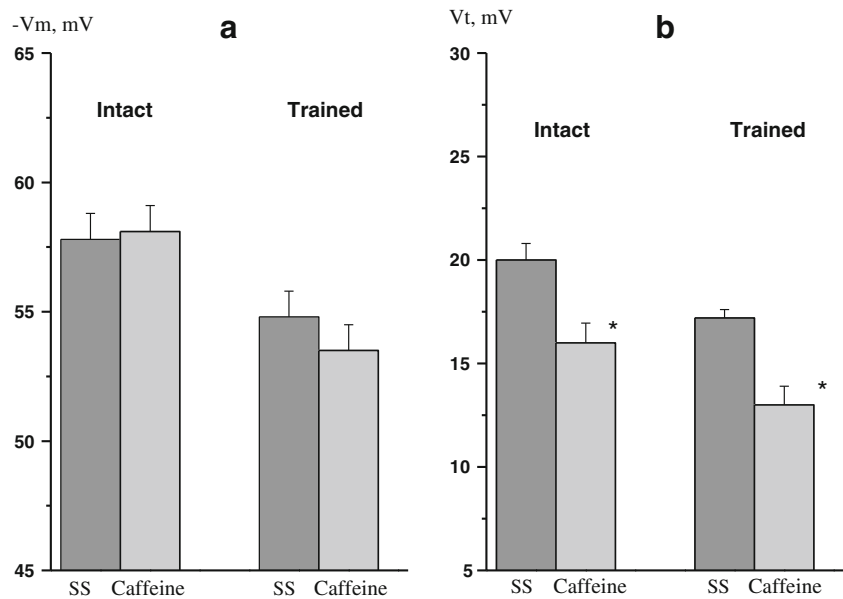 -Vm, mV
a
65
60
55
50
45
Intact
Trained
SS Caffeine SS Caffeine
Vt, mV
b
30
25
20
15
10
5
Intact
Trained
*
*
SS Caffeine SS Caffeine